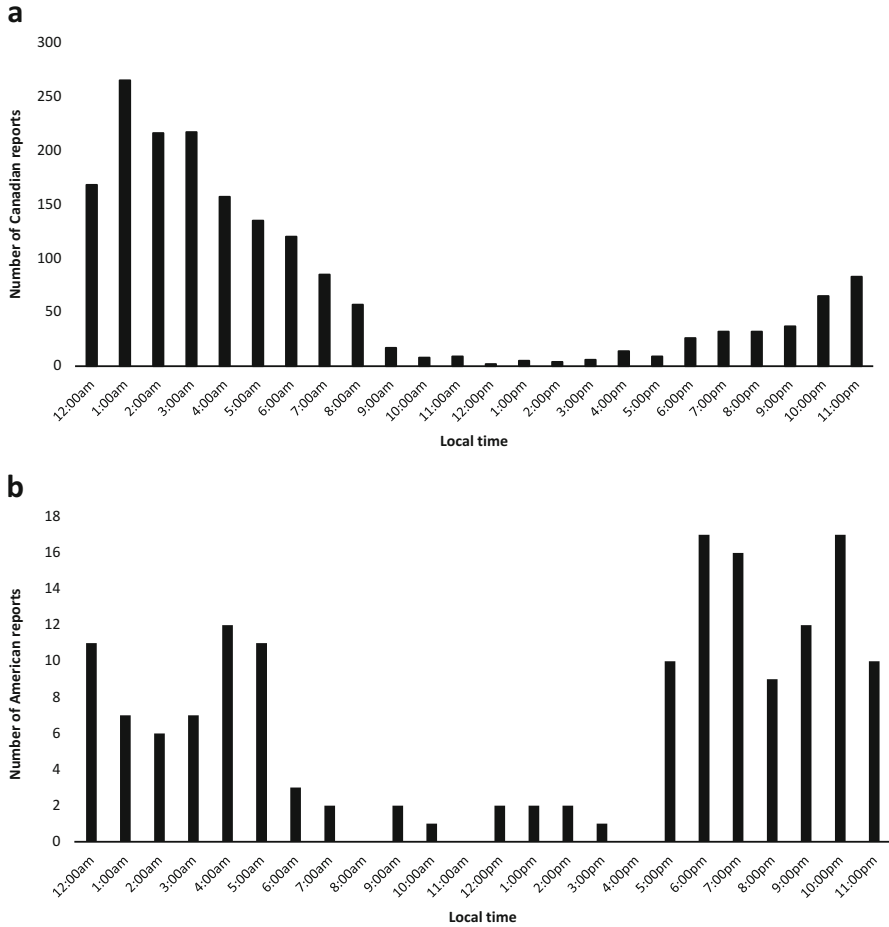 a
300
250
200
150
100
50
0
Number of Canadian reports
12:00am
1:00am
2:00am
3:00am
4:00am
5:00am
6:00am
7:00am
8:00am
9:00am
10:00am
11:00am
12:00pm
1:00pm
2:00pm
3:00pm
4:00pm
5:00pm
6:00pm
7:00pm
8:00pm
9:00pm
10:00pm
11:00pm
Local time
b
18
16
14
12
10
8
6
4
2
0
Number of American reports
12:00am
1:00am
2:00am
3:00am
4:00am
5:00am
6:00am
7:00am
8:00am
9:00am
10:00am
11:00am
12:00pm
1:00pm
2:00pm
3:00pm
4:00pm
5:00pm
6:00pm
7:00pm
8:00pm
9:00pm
10:00pm
11:00pm
Local time